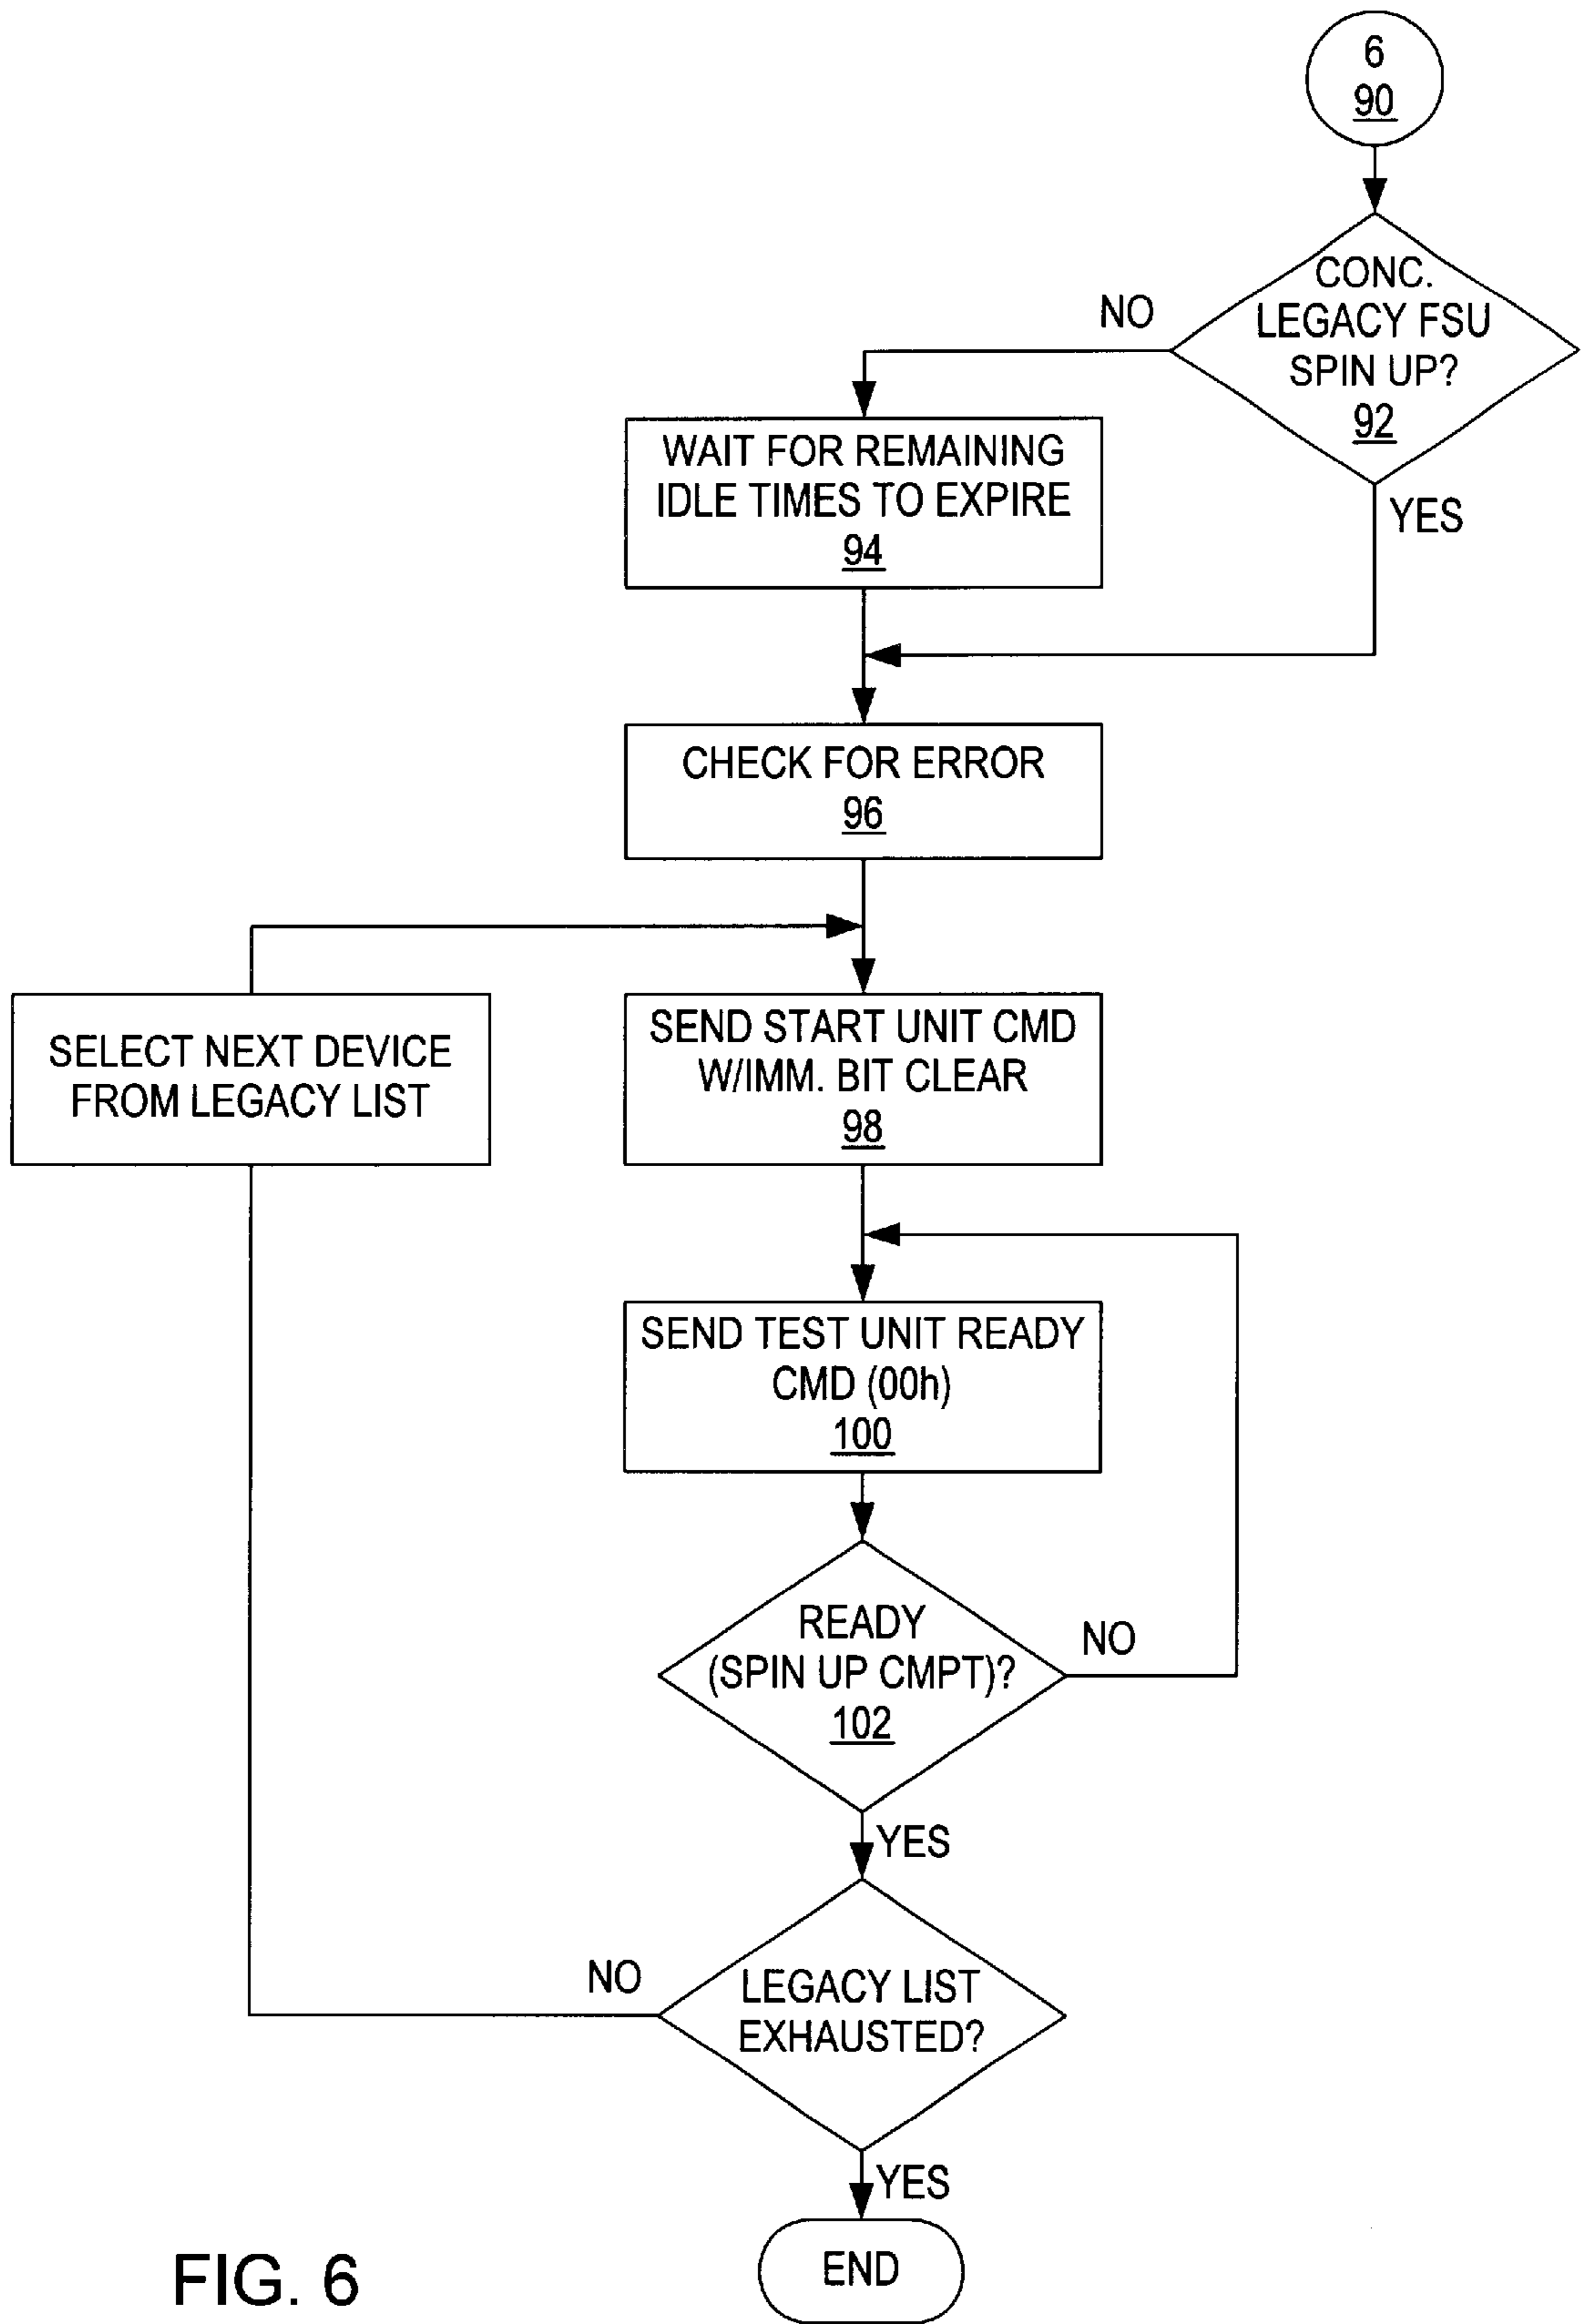 6
90
CONC.
LEGACY FSU
SPIN UP?
92
NO
YES
WAIT FOR REMAINING
IDLE TIMES TO EXPIRE
94
CHECK FOR ERROR
96
SELECT NEXT DEVICE
FROM LEGACY LIST
SEND START UNIT CMD
W/IMM. BIT CLEAR
98
SEND TEST UNIT READY
CMD (00h)
100
READY
(SPIN UP CMPT)?
102
NO
YES
LEGACY LIST
EXHAUSTED?
NO
YES
END
FIG. 6